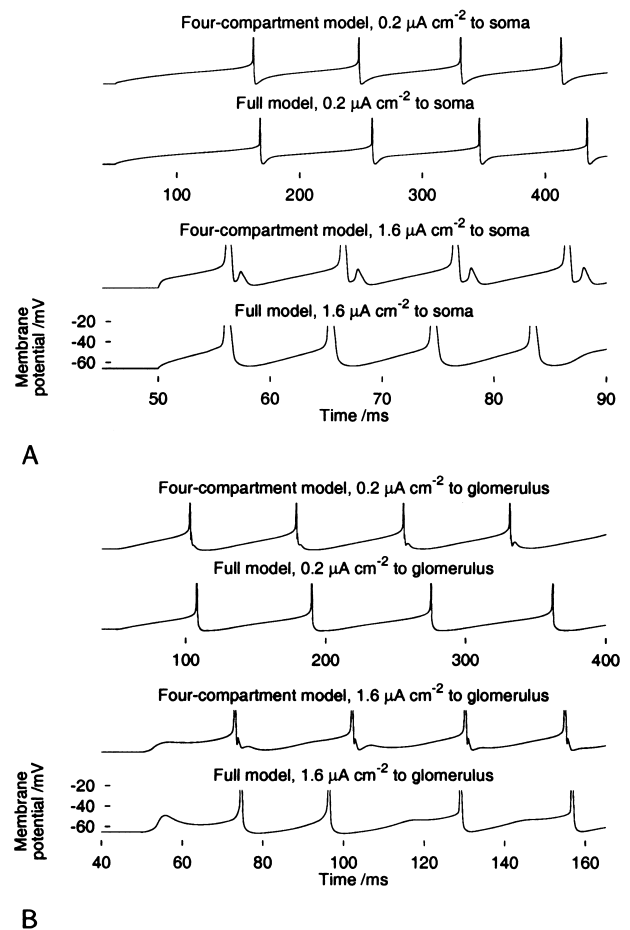 Four-compartment model, 0.2 μA cm⁻² to soma
Full model, 0.2 μA cm⁻² to soma
100 200 300 400
Four-compartment model, 1.6 μA cm⁻² to soma
Full model, 1.6 μA cm⁻² to soma
-20
-40
-60
Membrane
potential /mV
50 60 70 80 90
Time /ms
A
Four-compartment model, 0.2 μA cm⁻² to glomerulus
Full model, 0.2 μA cm⁻² to glomerulus
100 200 300 400
Four-compartment model, 1.6 μA cm⁻² to glomerulus
Full model, 1.6 μA cm⁻² to glomerulus
-20
-40
-60
Membrane
potential /mV
40 60 80 100 120 140 160
Time /ms
B